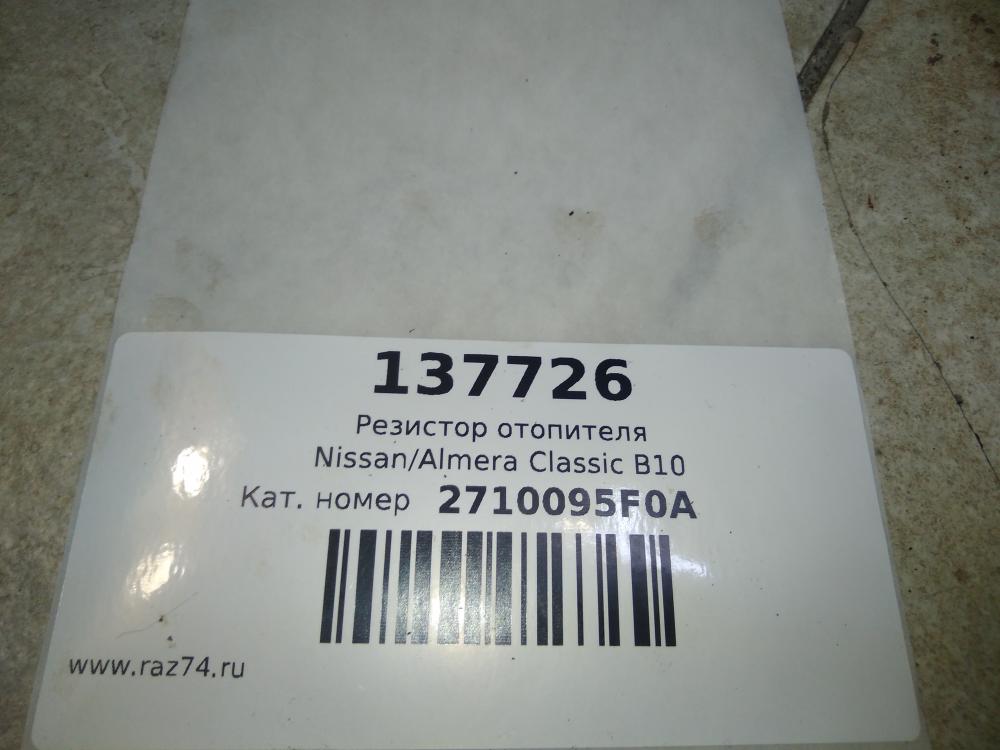 137726
Резистор отопителя
Nissan/Almera Classic B10
Кат. номер 2710095F0A
www.raz74.ru